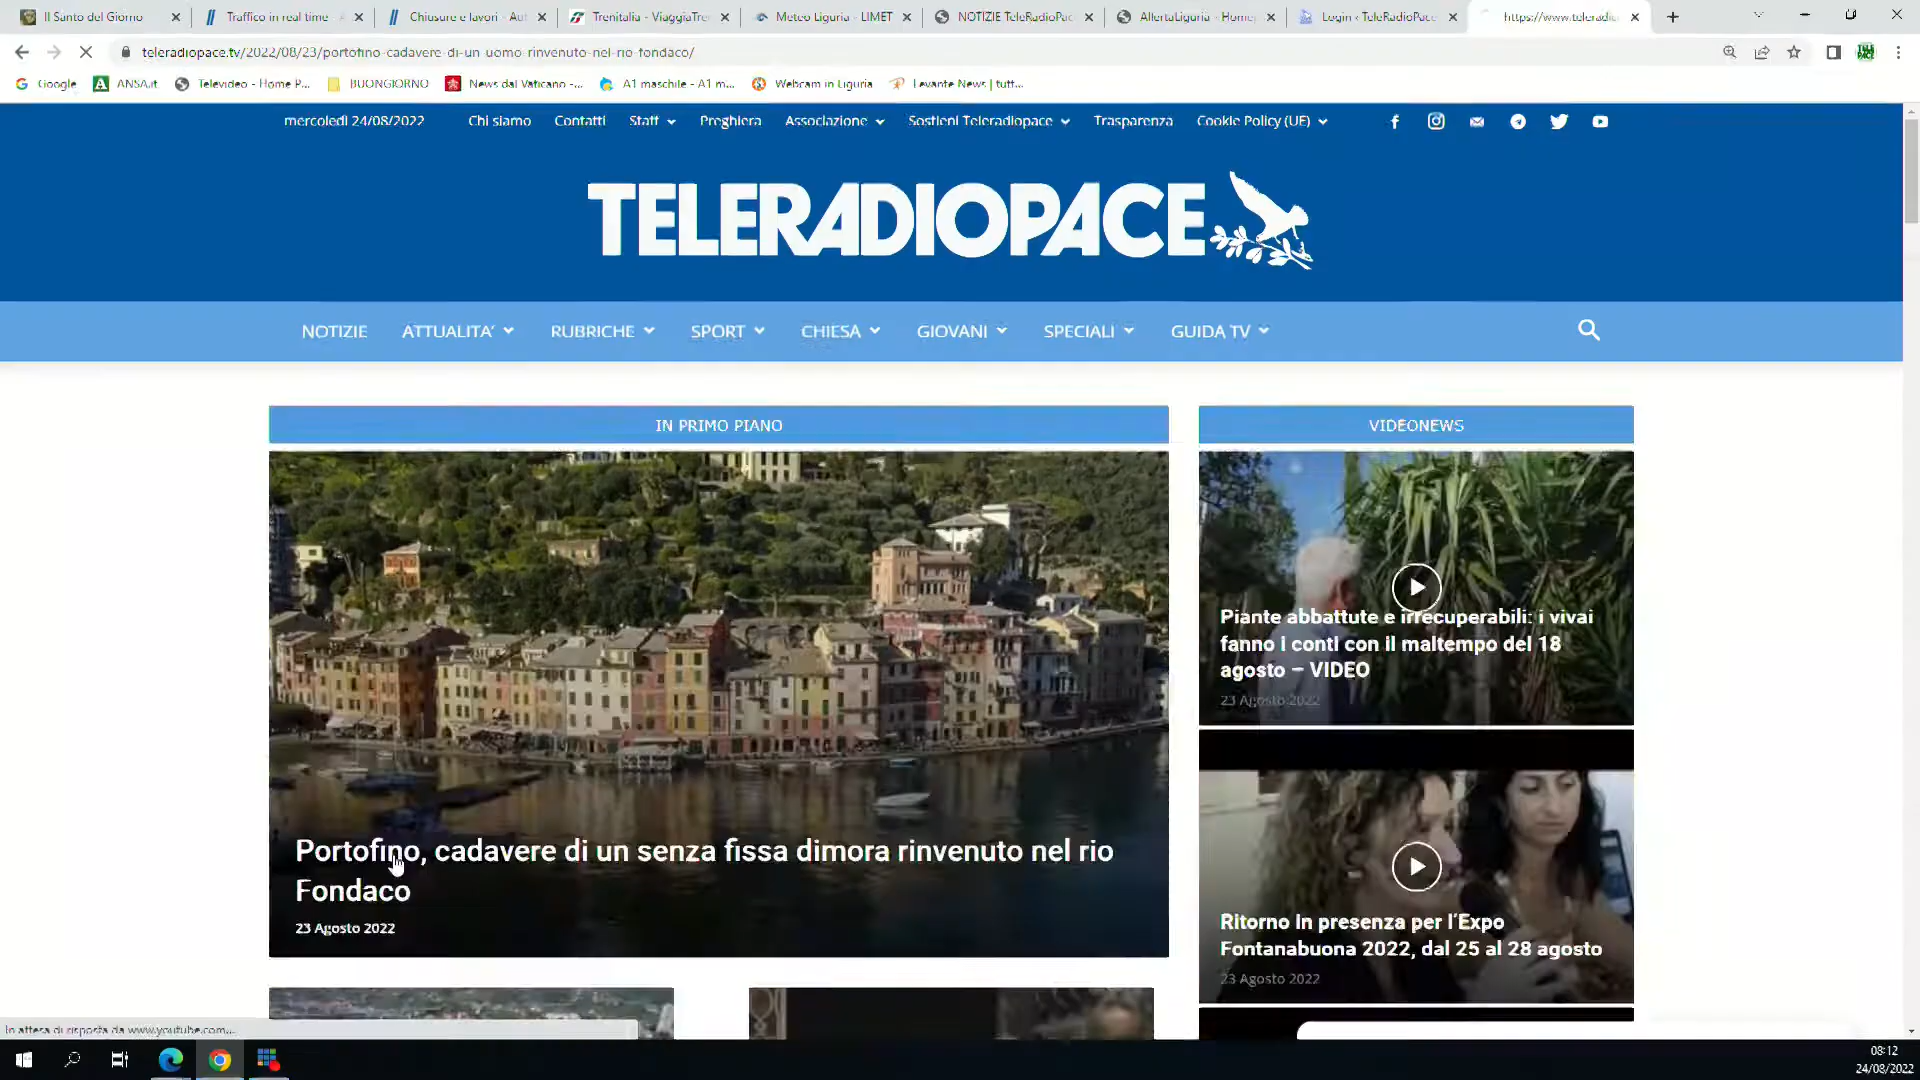 Il Santo del Giorno
Traffico in real time
Chiusure e lavori - Aut
Trenitalia - ViaggiaTre
Meteo Liguria - LIMET
NOTIZIE TeleRadioPac
AllertaLiguria - Home
Login ‹ TeleRadioPace
https://www.teleradio
teleradiopace.tv/2022/08/23/portofino-cadavere-di-un-uomo-rinvenuto-nel-rio-fondaco/
Google
ANSA.it
Televideo - Home P...
BUONGIORNO
News dal Vaticano -...
A1 maschile - A1 m...
Webcam in Liguria
Levante News | tutt...
mercoledì 24/08/2022
Chi siamo
Contatti
Staff
Preghiera
Associazione
Sostieni Teleradiopace
Trasparenza
Cookie Policy (UE)
TELERADIOPACE
NOTIZIE
ATTUALITA'
RUBRICHE
SPORT
CHIESA
GIOVANI
SPECIALI
GUIDA TV
IN PRIMO PIANO
Portofino, cadavere di un senza fissa dimora rinvenuto nel rio
Fondaco
23 Agosto 2022
VIDEONEWS
Piante abbattute e irrecuperabili: i vivai
fanno i conti con il maltempo del 18
agosto – VIDEO
23 Agosto 2022
Ritorno in presenza per l'Expo
Fontanabuona 2022, dal 25 al 28 agosto
23 Agosto 2022
In attesa di risposta da www.youtube.com...
08:12
24/08/2022